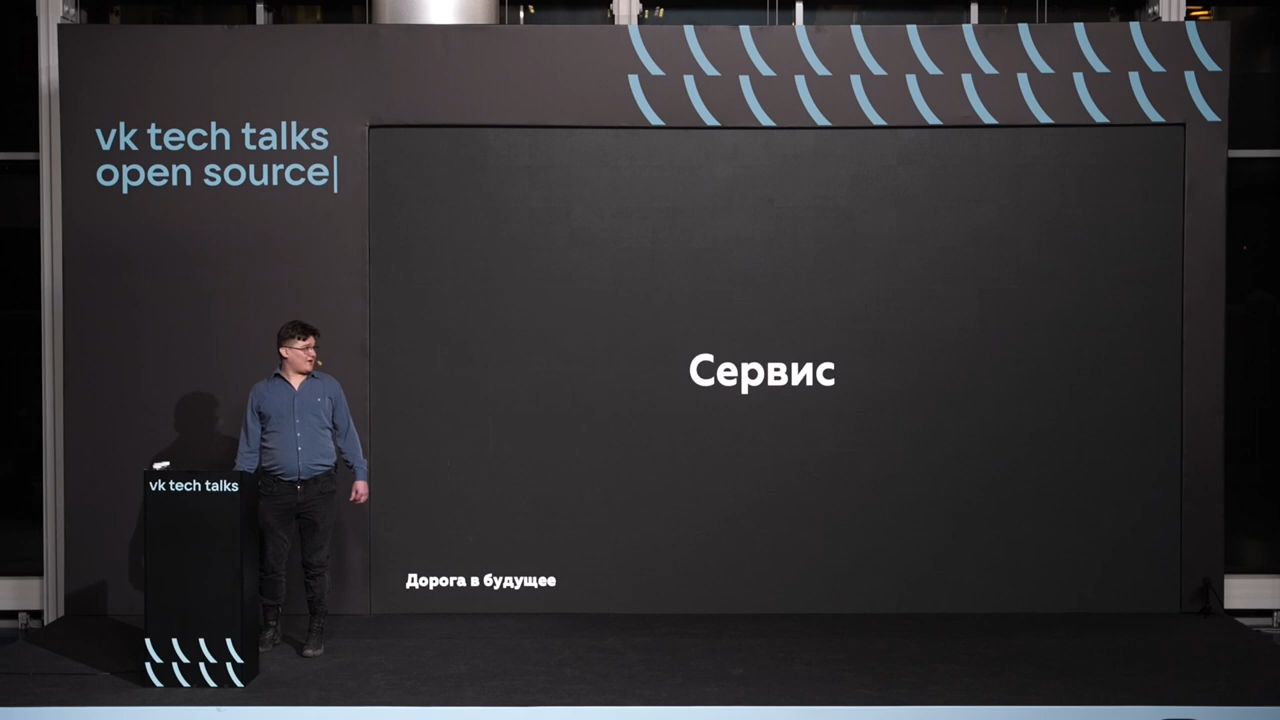 vk tech talks
open source|
Сервис
vk tech talks
Дорога в будущее